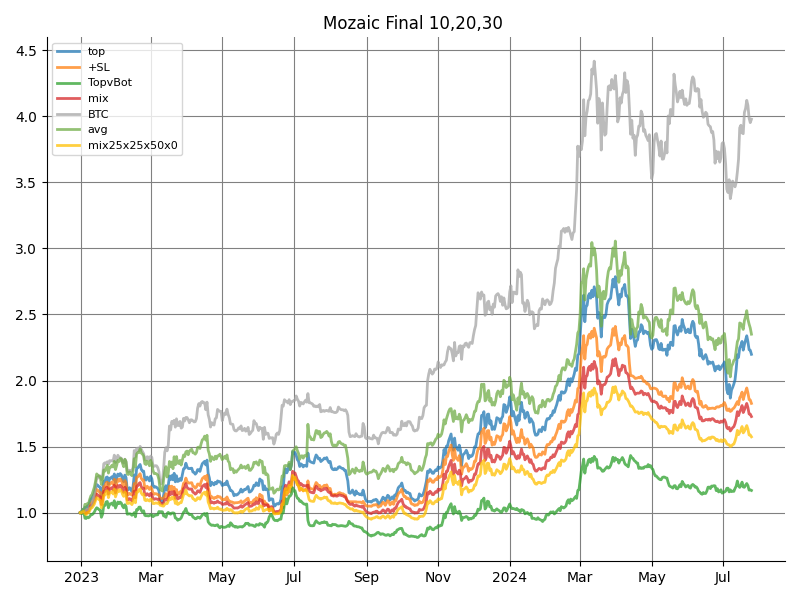 Mozaic Final 10,20,30
top
+SL
TopvBot
mix
BTC
avg
mix25x25x50x0
4.5
4.0
3.5
3.0
2.5
2.0
1.5
1.0
2023 Mar May Jul Sep Nov 2024 Mar May Jul